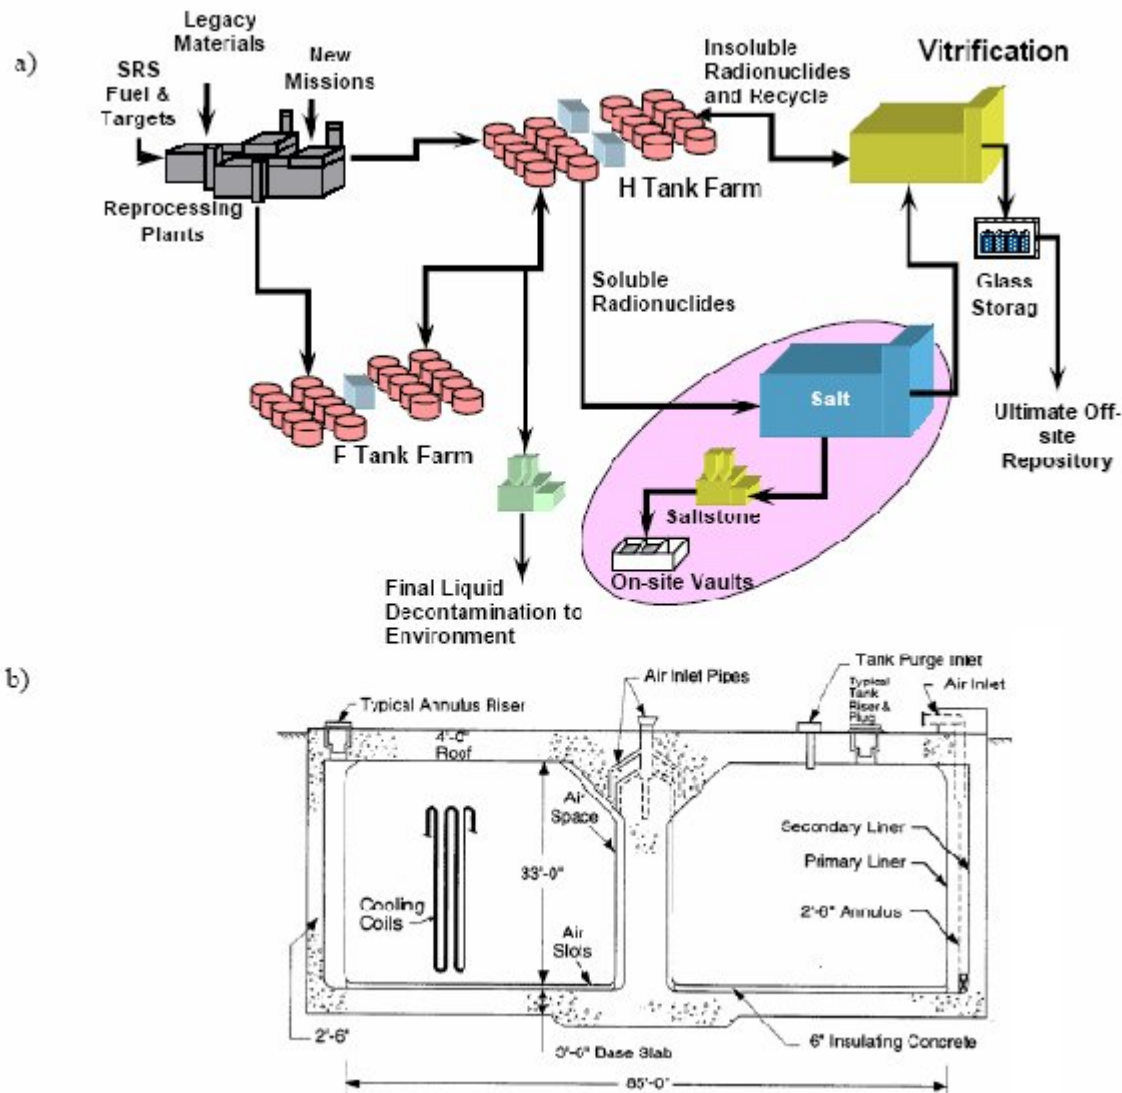 a)
Legacy
Materials
SRS
Fuel &
Targets
New
Missions
Reprocessing
Plants
Insoluble
Radionuclides
and Recycle
Vitrification
H Tank Farm
Glass
Storag
Soluble
Radionuclides
Salt
Ultimate Off-
site
Repository
F Tank Farm
Saltstone
On-site Vaults
Final Liquid
Decontamination to
Environment
b)
Typical Annulus Riser
Air Inlet Pipes
Tank Purge Inlet
Typical
Tank
Riser &
Plug
Air Inlet
4'-0"
Roof
Air
Space
33'-0"
Cooling
Coils
Air
Slots
Secondary Liner
Primary Liner
2'-6" Annulus
2'-6"
Base Slab
6" Insulating Concrete
85'-0"